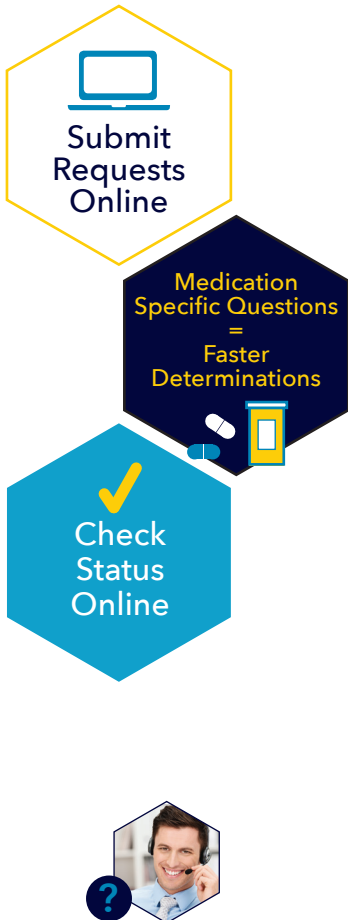 Submit
Requests
Online
Medication
Specific Questions
=
Faster
Determinations
Check
Status
Online
?